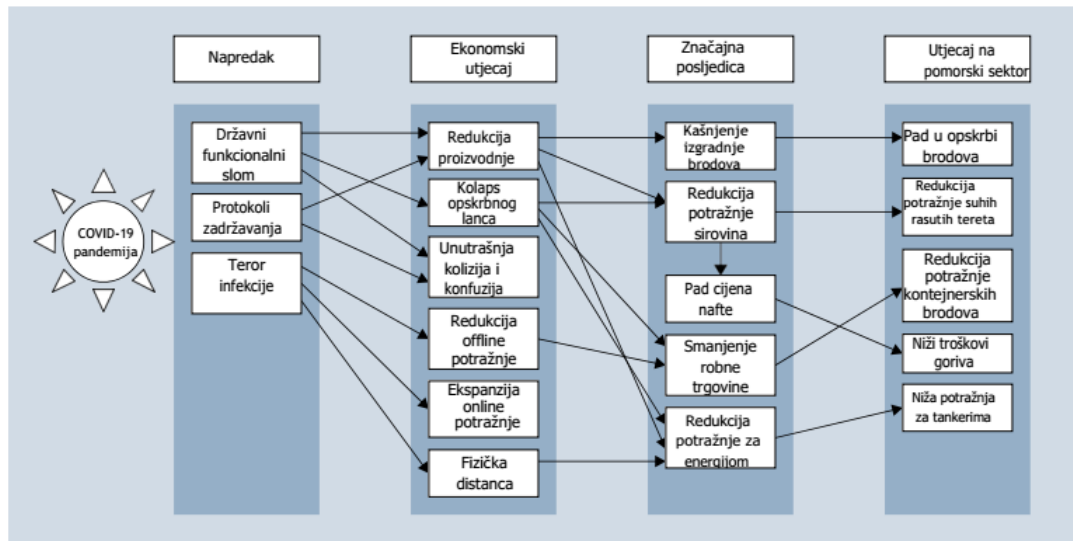 Napredak
Ekonomski
utjecaj
Značajna
posljedica
Utjecaj na
pomorski sektor
COVID-19
pandemija
Državni
funkcionalni
slom
Protokoli
zadržavanja
Teror
infekcije
Redukcija
proizvodnje
Kolaps
opskrbnog
lanca
Unutrašnja
kolizija i
konfuzija
Redukcija
offline
potražnje
Ekspanzija
online
potražnje
Fizička
distanca
Kašnjenje
izgradnje
brodova
Redukcija
potražnje
sirovina
Pad cijena
nafte
Smanjenje
robne
trgovine
Redukcija
potražnje za
energijom
Pad u opskrbi
brodova
Redukcija
potražnje suhih
rasutih tereta
Redukcija
potražnje
kontejnerskih
brodova
Niži troškovi
goriva
Niža potražnja
za tankerima